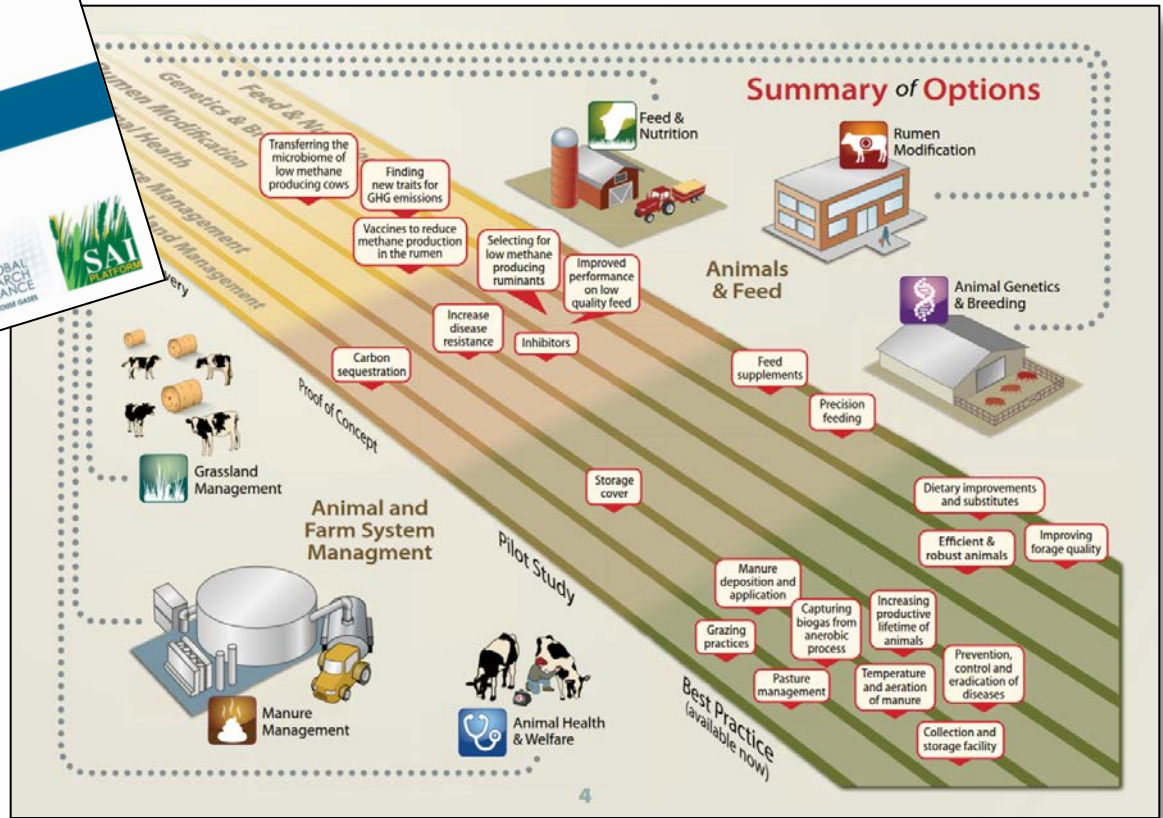 Summary of Options
Feed &
Nutrition
Rumen
Modification
Animal Genetics
& Breeding
Animals
& Feed
Feed &
Genetics &
Modification
Health
Management
Management
Transferring the
microbiome of
low methane
producing cows
Finding
new traits for
GHG emissions
Vaccines to reduce
methane production
in the rumen
Selecting for
low methane
producing
ruminants
Improved
performance
on low
quality feed
Increase
disease
resistance
Inhibitors
Carbon
sequestration
Feed
supplements
Precision
feeding
Storage
cover
Dietary improvements
and substitutes
Efficient &
robust animals
Improving
forage quality
Manure
deposition and
application
Capturing
biogas from
anerobic
process
Increasing
productive
lifetime of
animals
Grazing
practices
Pasture
management
Temperature
and aeration
of manure
Prevention,
control and
eradication of
diseases
Collection and
storage facility
Proof of Concept
Pilot Study
Best Practice
(available now)
Grassland
Management
Animal and
Farm System
Managment
Manure
Management
Animal Health
& Welfare
SAI
PLATFORM
4